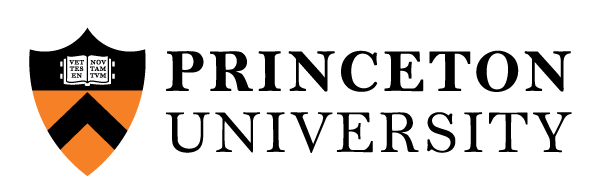 VET NOV
TES TAM
EN TVM
PRINCETON
UNIVERSITY